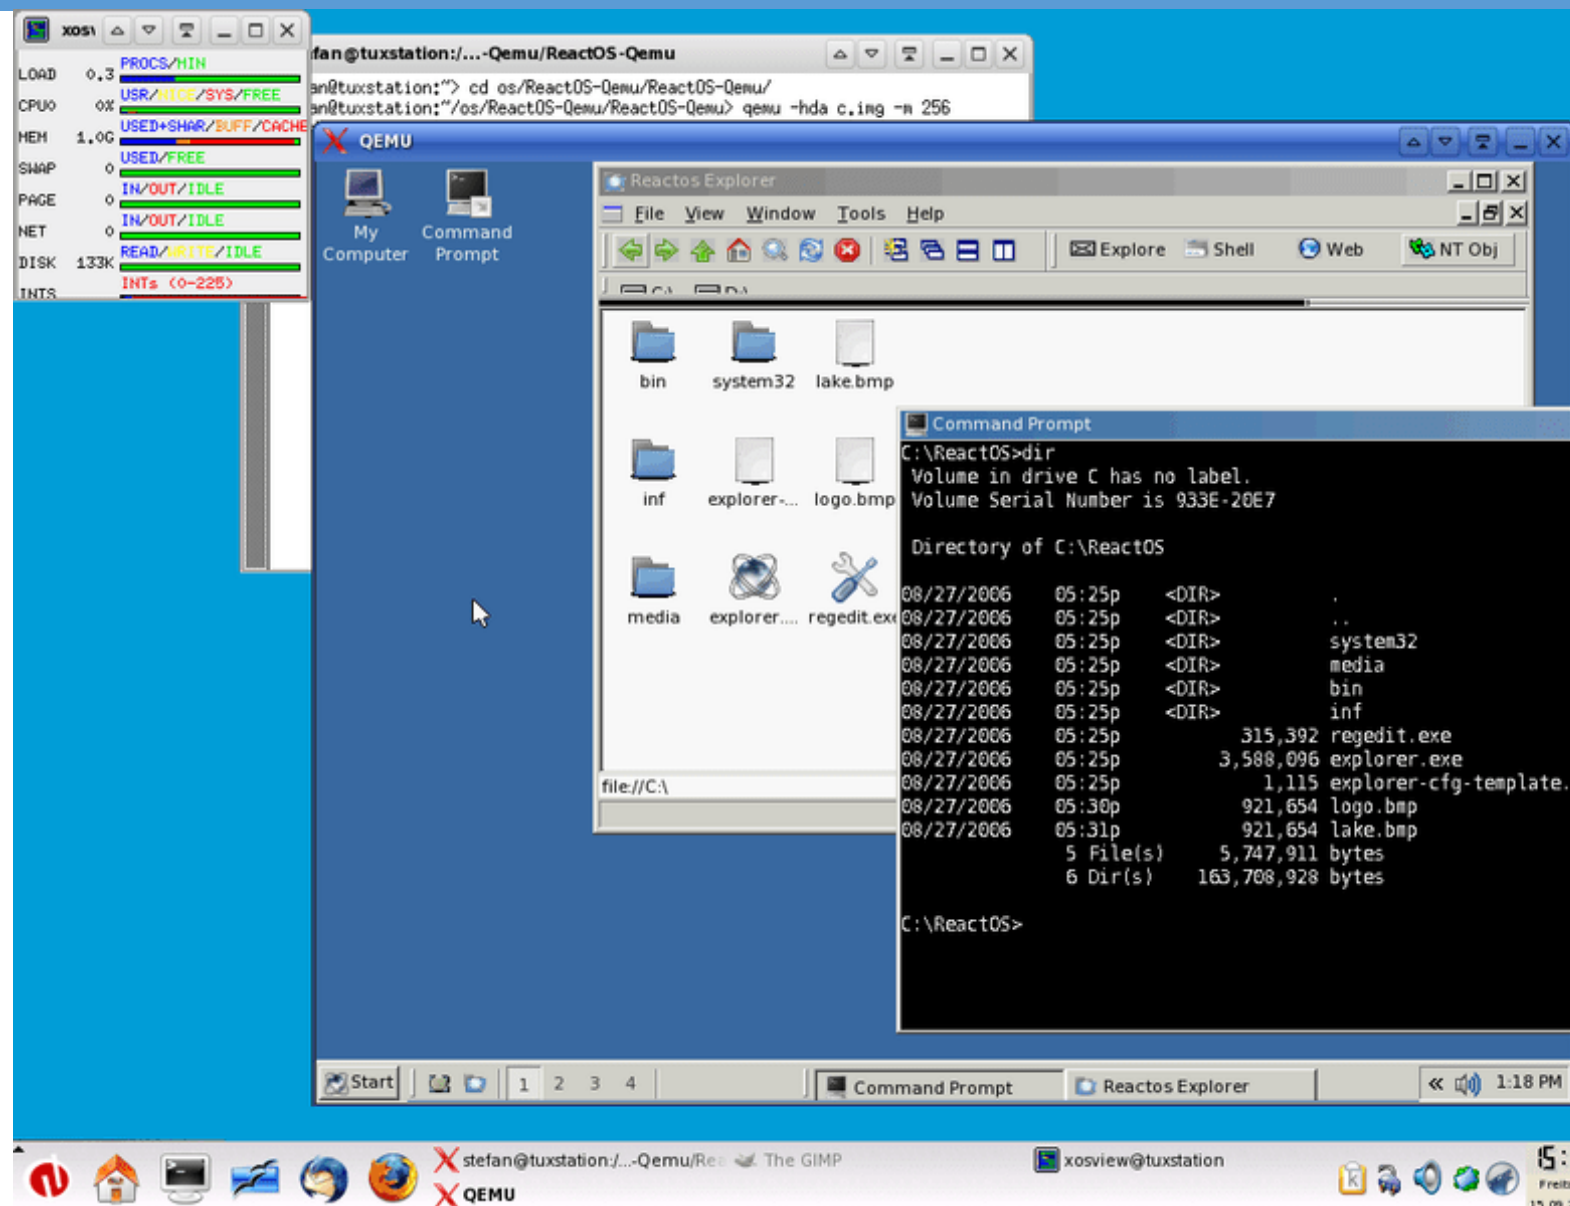 xos
LOAD 0.3 PROCS/MIN
CPU0 0% USR/NICE/SYS/FREE
MEM 1.0G USED+SHAR/BUFF/CACHE
SWAP 0 USED/FREE
PAGE 0 IN/OUT/IDLE
NET 0 IN/OUT/IDLE
DISK 133K READ/WRITE/IDLE
INTS INTs (0-225)
fan@tuxstation:/...-Qemu/ReactOS-Qemu
an@tuxstation:~> cd os/ReactOS-Qemu/ReactOS-Qemu/
an@tuxstation:~/os/ReactOS-Qemu/ReactOS-Qemu> qemu -hda c.img -m 256
QEMU
My Computer
Command Prompt
Reactos Explorer
File View Window Tools Help
Explore Shell Web NT Obj
C:\ D:\
bin system32 lake.bmp
inf explorer-... logo.bmp
media explorer.... regedit.exe
file://C:\
Command Prompt
C:\ReactOS>dir
Volume in drive C has no label.
Volume Serial Number is 933E-20E7
Directory of C:\ReactOS
08/27/2006 05:25p <DIR> .
08/27/2006 05:25p <DIR> ..
08/27/2006 05:25p <DIR> system32
08/27/2006 05:25p <DIR> media
08/27/2006 05:25p <DIR> bin
08/27/2006 05:25p <DIR> inf
08/27/2006 05:25p 315,392 regedit.exe
08/27/2006 05:25p 3,588,096 explorer.exe
08/27/2006 05:25p 1,115 explorer-cfg-template.
08/27/2006 05:30p 921,654 logo.bmp
08/27/2006 05:31p 921,654 lake.bmp
5 File(s) 5,747,911 bytes
6 Dir(s) 163,708,928 bytes
C:\ReactOS>
Start 1 2 3 4 Command Prompt Reactos Explorer « 1:18 PM
stefan@tuxstation:/...-Qemu/Rea The GIMP xosview@tuxstation 15:
QEMU
Freit
15.09.